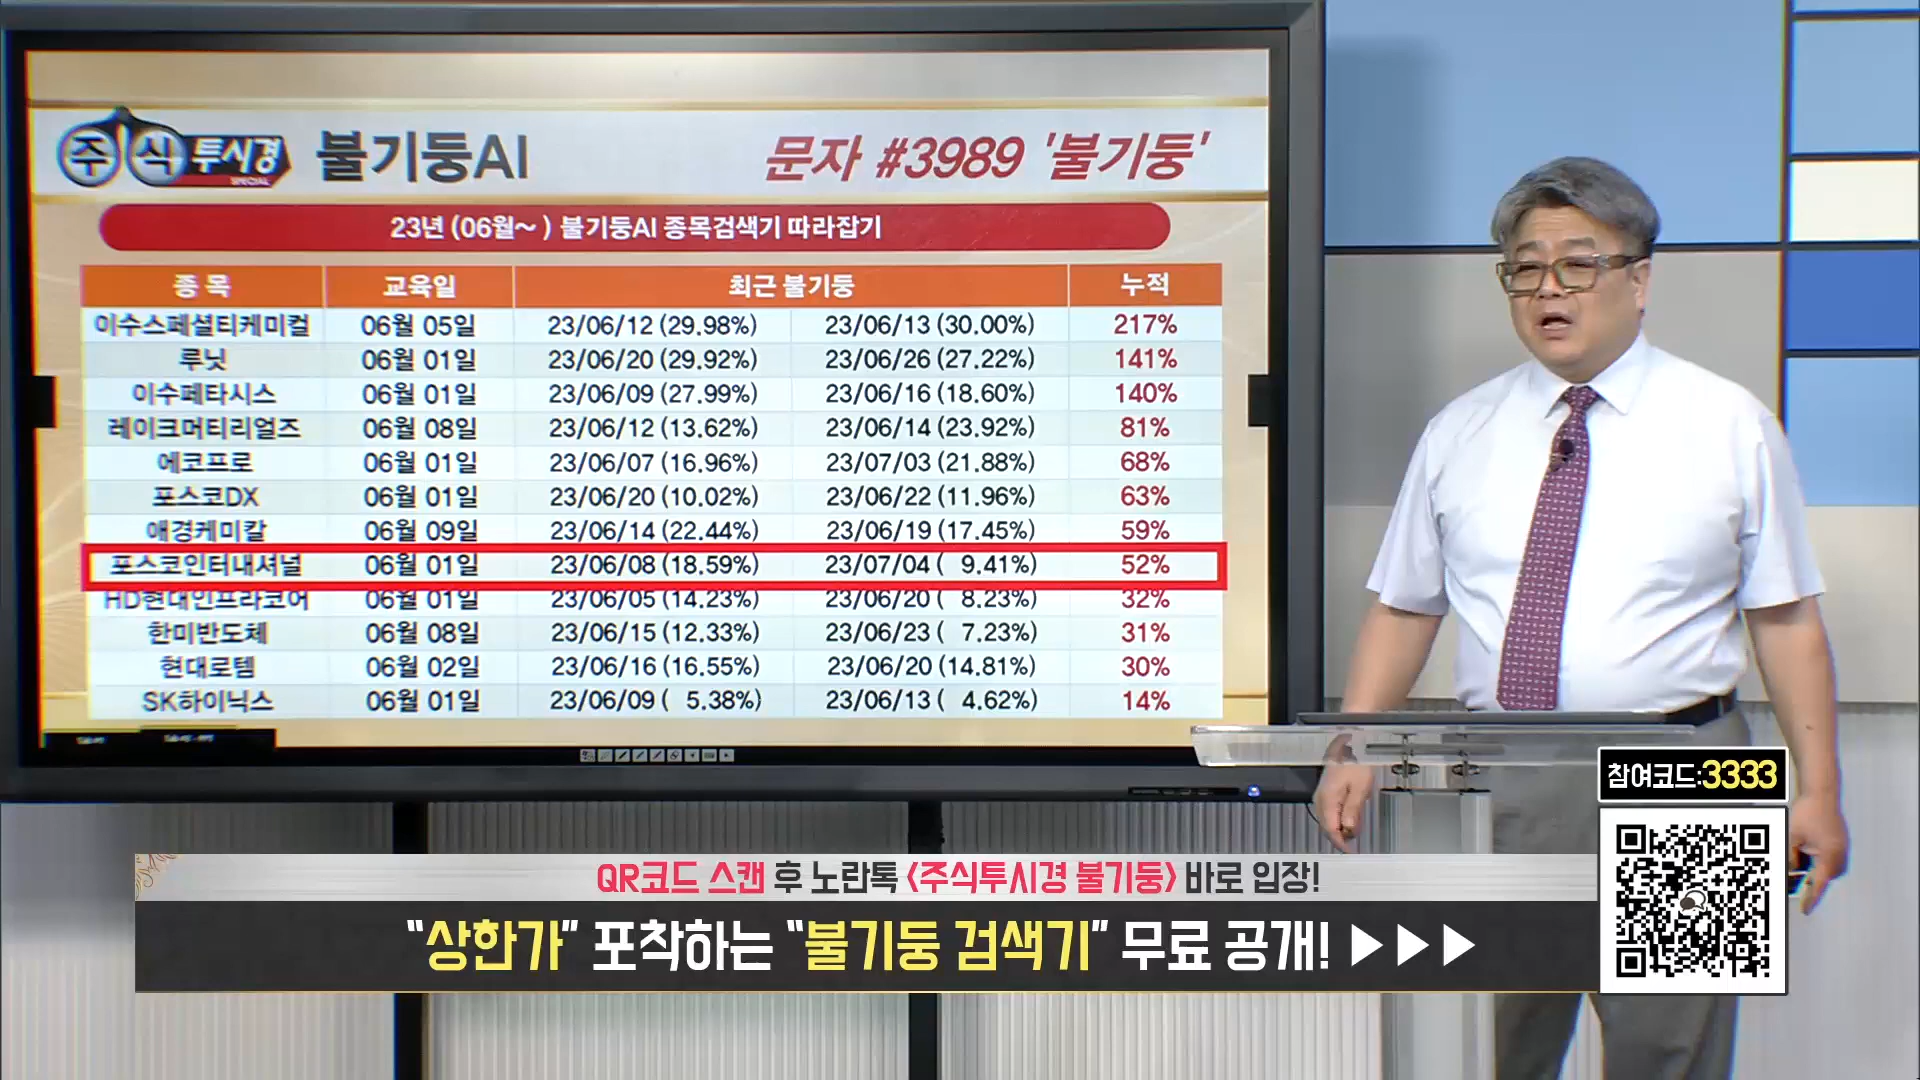 주식투시경 SPECIAL 불기둥AI 문자 #3989 '불기둥'
23년 (06월~ ) 불기둥AI 종목검색기 따라잡기
종 목 교육일 최근 불기둥 누적
이수스페셜티케미컬 06월 05일 23/06/12 (29.98%) 23/06/13 (30.00%) 217%
루닛 06월 01일 23/06/20 (29.92%) 23/06/26 (27.22%) 141%
이수페타시스 06월 01일 23/06/09 (27.99%) 23/06/16 (18.60%) 140%
레이크머티리얼즈 06월 08일 23/06/12 (13.62%) 23/06/14 (23.92%) 81%
에코프로 06월 01일 23/06/07 (16.96%) 23/07/03 (21.88%) 68%
포스코DX 06월 01일 23/06/20 (10.02%) 23/06/22 (11.96%) 63%
애경케미칼 06월 09일 23/06/14 (22.44%) 23/06/19 (17.45%) 59%
포스코인터내셔널 06월 01일 23/06/08 (18.59%) 23/07/04 ( 9.41%) 52%
HD현대인프라코어 06월 01일 23/06/05 (14.23%) 23/06/20 ( 8.23%) 32%
한미반도체 06월 08일 23/06/15 (12.33%) 23/06/23 ( 7.23%) 31%
현대로템 06월 02일 23/06/16 (16.55%) 23/06/20 (14.81%) 30%
SK하이닉스 06월 01일 23/06/09 ( 5.38%) 23/06/13 ( 4.62%) 14%
참여코드:3333
QR코드 스캔 후 노란톡 <주식투시경 불기둥> 바로 입장!
"상한가" 포착하는 "불기둥 검색기" 무료 공개! ▶▶▶